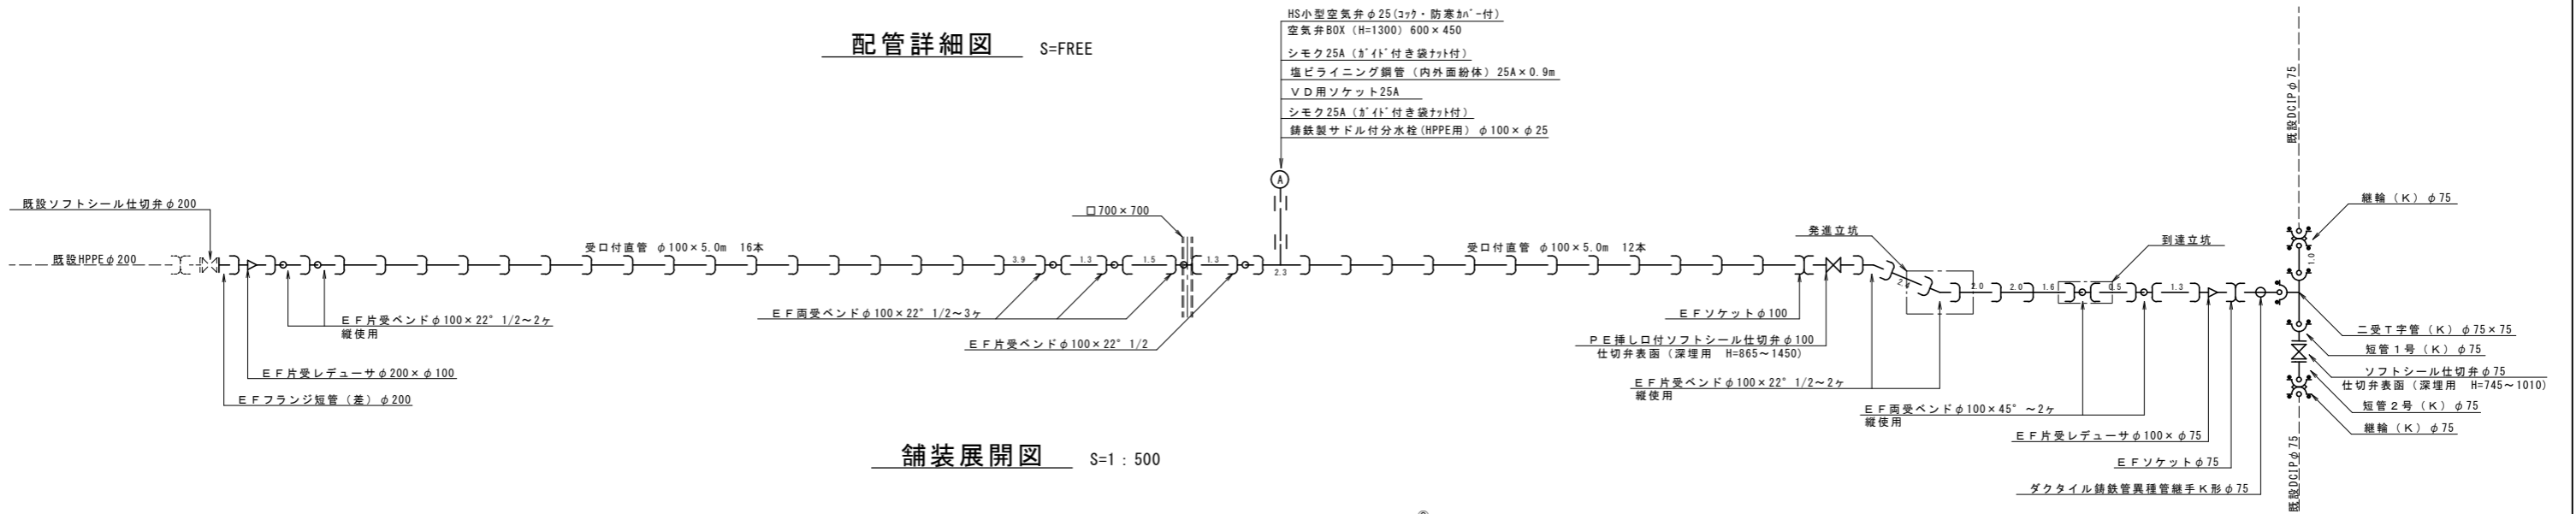 配管詳細図 S=FREE
HS小型空気弁φ25(コック・防寒カバー付)
空気弁BOX（H=1300）600×450
シモク25A（ガイド付き袋ナット付）
塩ビライニング鋼管（内外面紛体）25A×0.9m
ＶＤ用ソケット25A
シモク25A（ガイド付き袋ナット付）
鋳鉄製サドル付分水栓(HPPE用）φ100×φ25
A
既設ソフトシール仕切弁φ200
既設HPPEφ200
受口付直管 φ100×5.0m 16本
□700×700
3.9
1.3
1.5
1.3
2.3
受口付直管 φ100×5.0m 12本
発進立坑
到達立坑
2.0
2.0
1.6
0.5
1.3
既設DCIPφ75
継輪（Ｋ）φ75
1.0
ＥＦ片受ベンドφ100×22°1/2～2ヶ
縦使用
ＥＦ片受レデューサφ200×φ100
ＥＦフランジ短管（差）φ200
ＥＦ両受ベンドφ100×22°1/2～3ヶ
ＥＦ片受ベンドφ100×22°1/2
ＥＦソケットφ100
ＰＥ挿し口付ソフトシール仕切弁φ100
仕切弁表函（深埋用　H=865～1450）
ＥＦ片受ベンドφ100×22°1/2～2ヶ
縦使用
ＥＦ両受ベンドφ100×45°～2ヶ
縦使用
ＥＦ片受レデューサφ100×φ75
ＥＦソケットφ75
ダクタイル鋳鉄管異種管継手Ｋ形φ75
二受Ｔ字管（Ｋ）φ75×75
短管１号（Ｋ）φ75
ソフトシール仕切弁φ75
仕切弁表函（深埋用　H=745～1010）
短管２号（Ｋ）φ75
継輪（Ｋ）φ75
既設DCIPφ75
舗装展開図 S=1：500